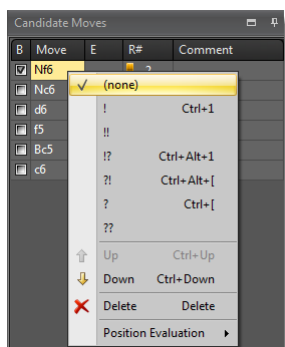 Candidate Moves
B Move E R# Comment
Nf6 2
Nc6 (none)
d6 ! Ctrl+1
f5 !!
Bc5 !? Ctrl+Alt+1
c6 ?! Ctrl+Alt+[
? Ctrl+[
??
Up Ctrl+Up
Down Ctrl+Down
Delete Delete
Position Evaluation